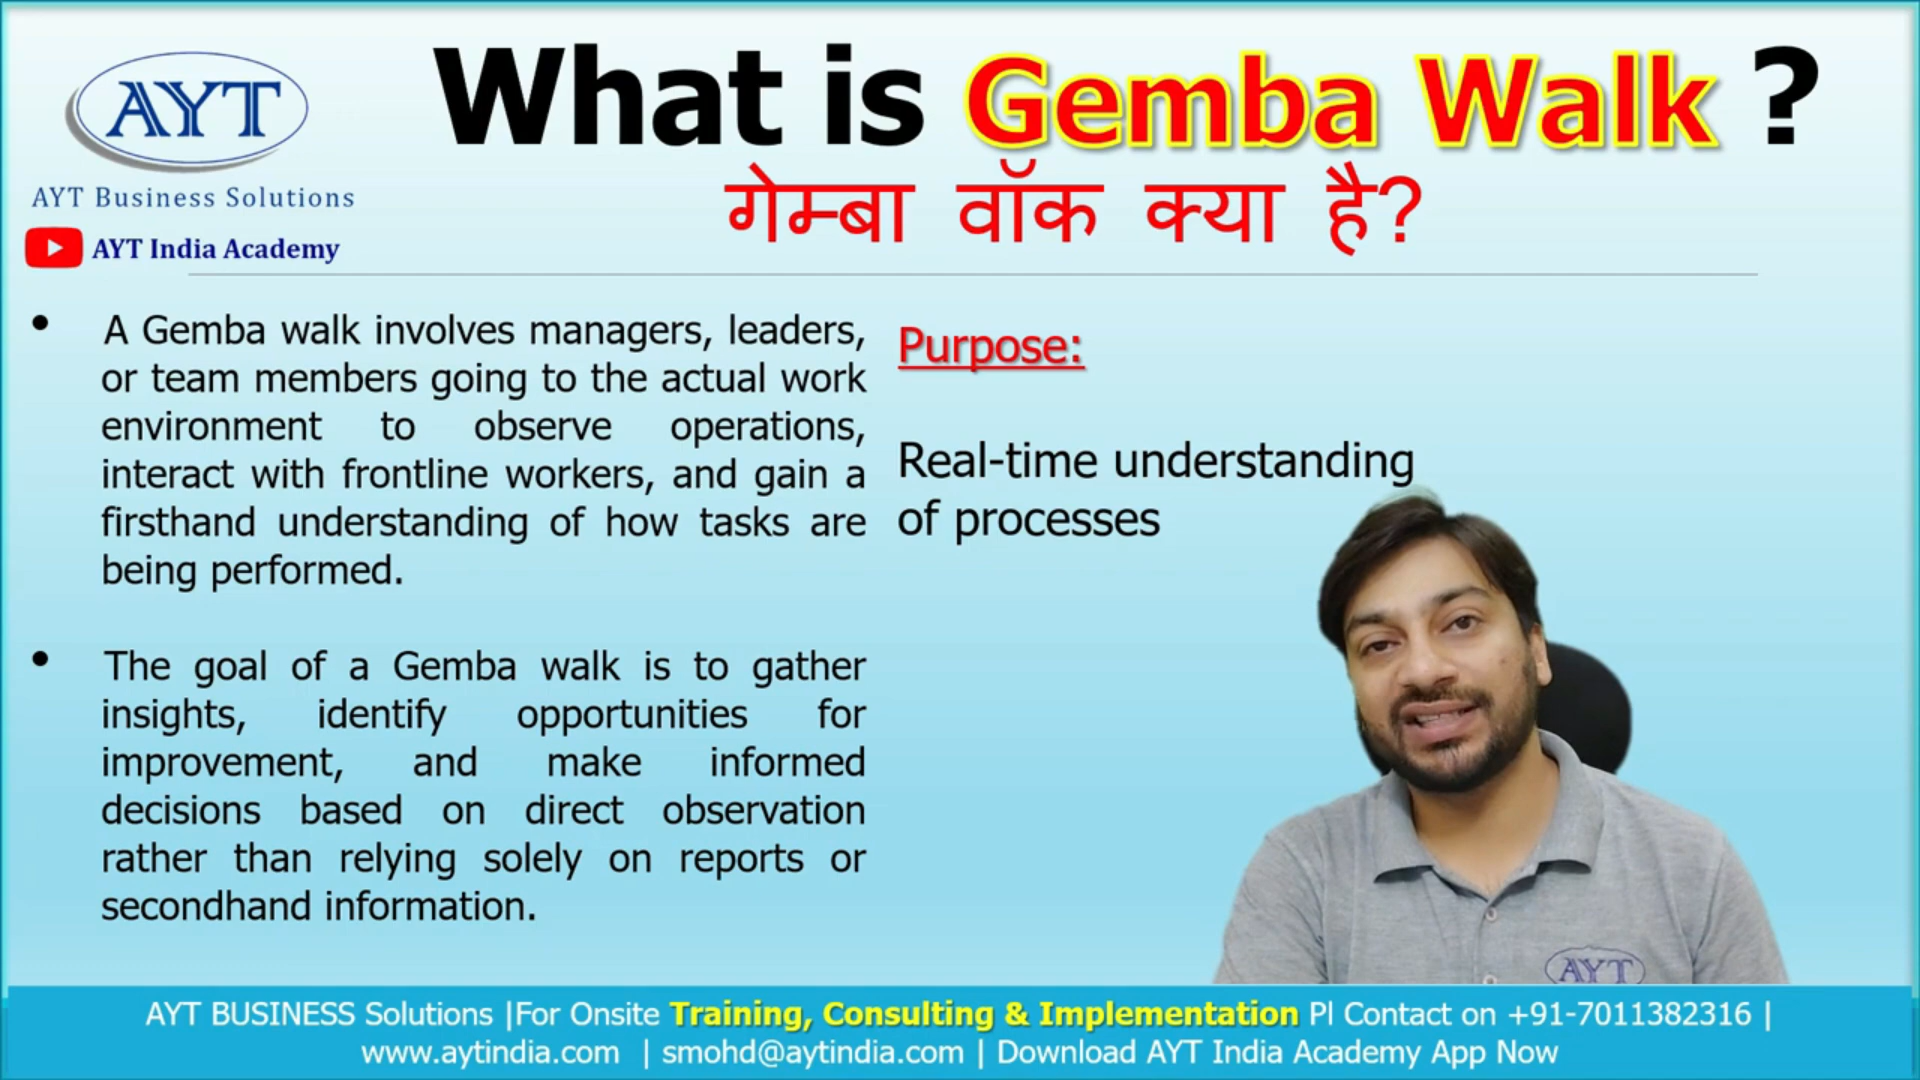 AYT
What is Gemba Walk ?
गेम्बा वॉक क्या है?
AYT Business Solutions
AYT India Academy
• A Gemba walk involves managers, leaders,
or team members going to the actual work
environment to observe operations,
interact with frontline workers, and gain a
firsthand understanding of how tasks are
being performed.
• The goal of a Gemba walk is to gather
insights, identify opportunities for
improvement, and make informed
decisions based on direct observation
rather than relying solely on reports or
secondhand information.
Purpose:
Real-time understanding
of processes
AYT
AYT BUSINESS Solutions |For Onsite Training, Consulting & Implementation Pl Contact on +91-7011382316 |
www.aytindia.com | smohd@aytindia.com | Download AYT India Academy App Now